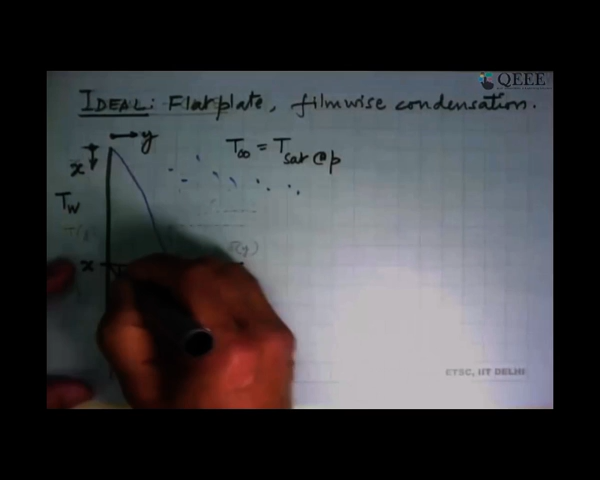 QEEE
IDEAL: Flat plate, filmwise condensation.
y
T∞ = Tsat @ p
x
Tw
x
ETSC, IIT DELHI